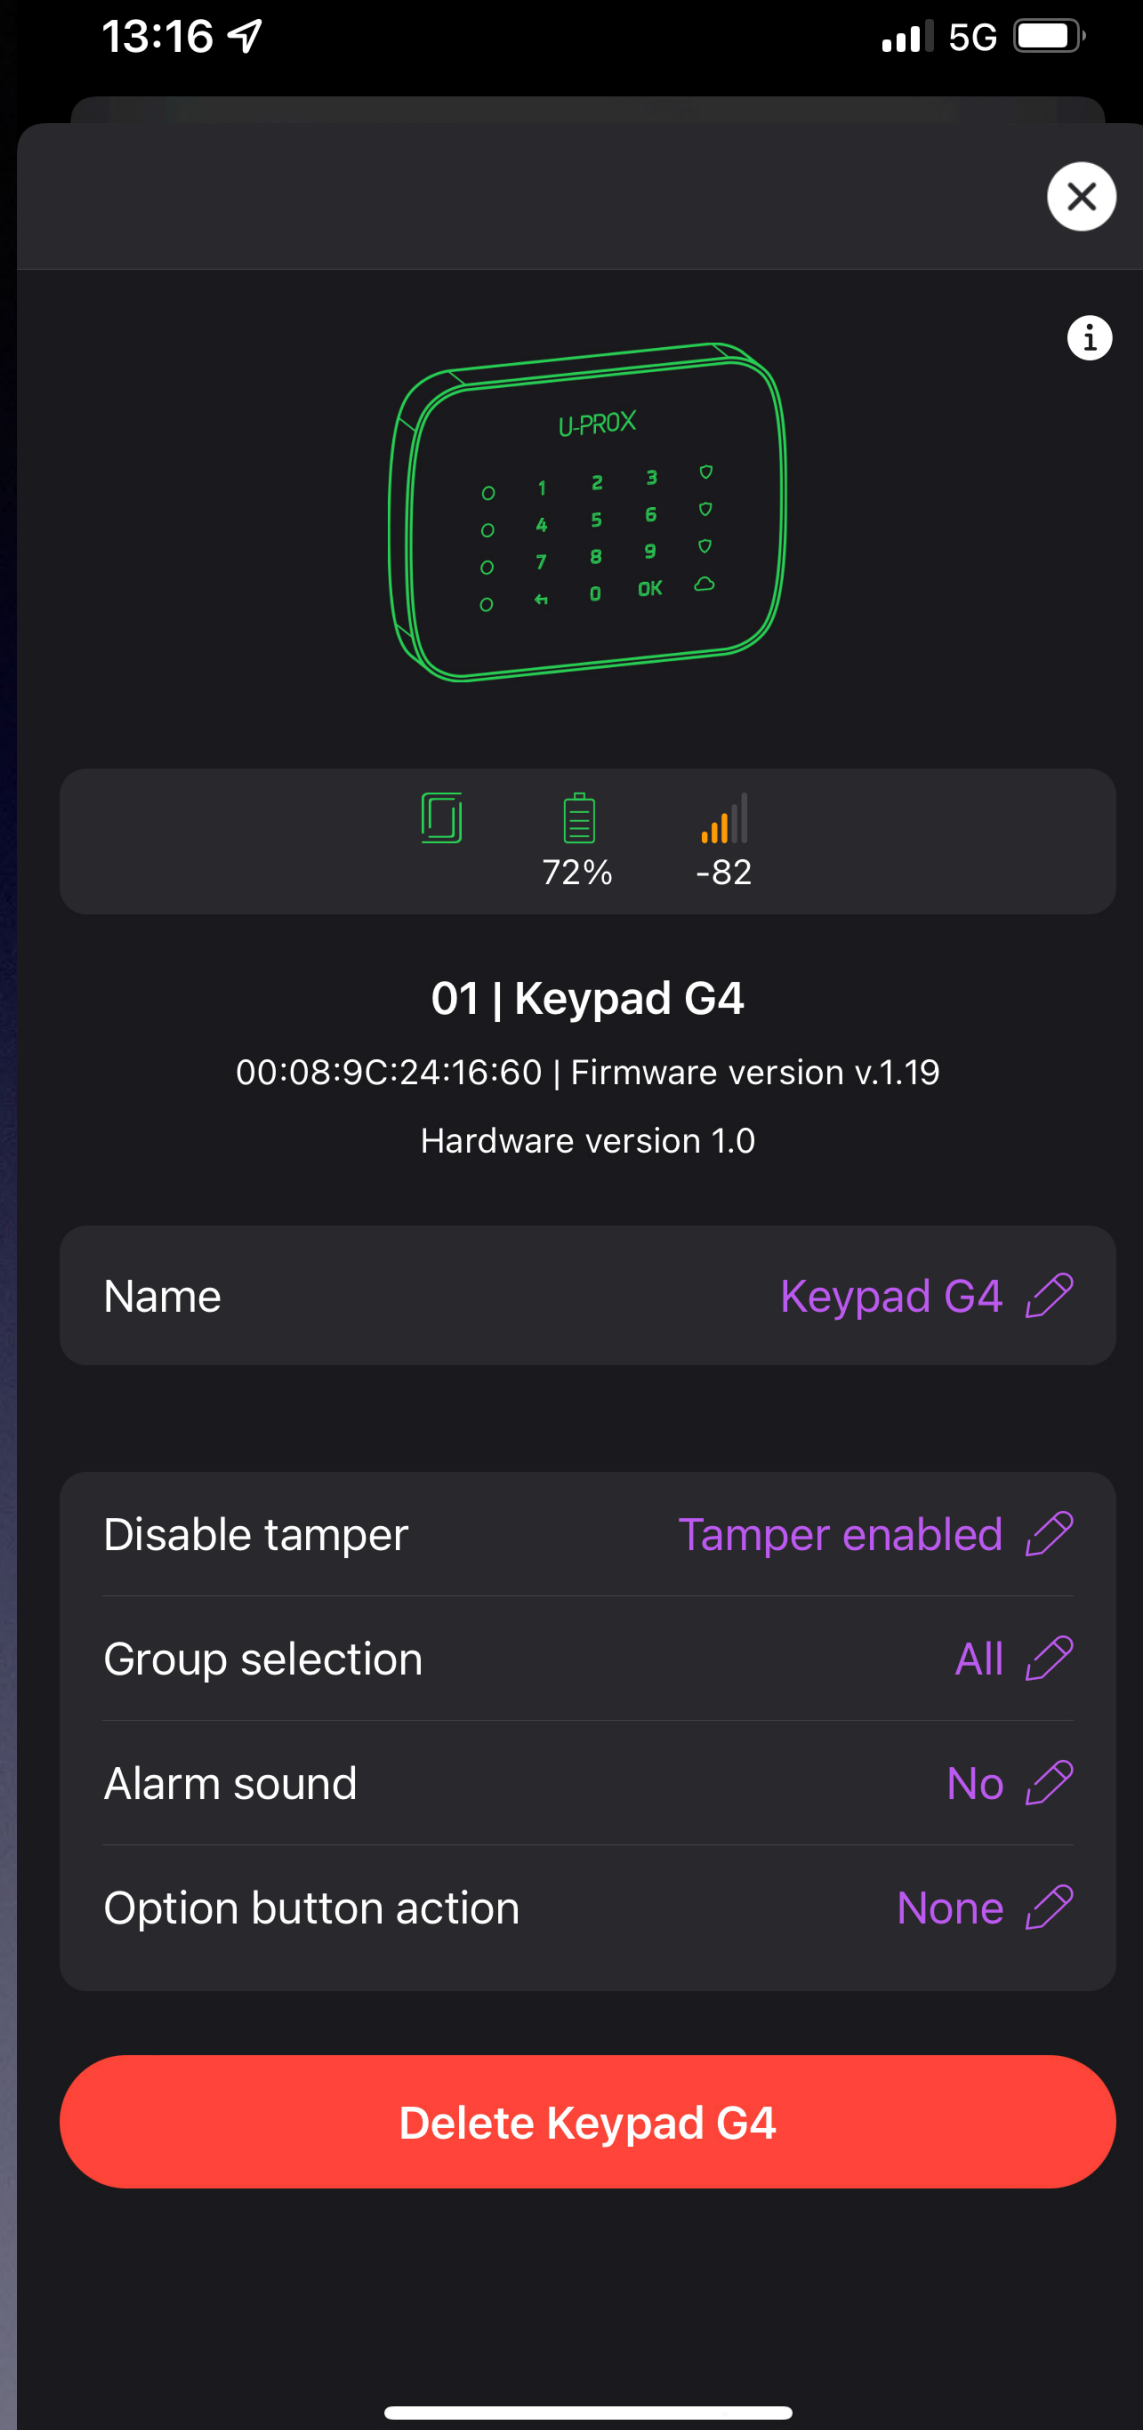 13:16
5G
U-PROX
1 2 3
4 5 6
7 8 9
0 OK
72%
-82
01 | Keypad G4
00:08:9C:24:16:60 | Firmware version v.1.19
Hardware version 1.0
Name Keypad G4
Disable tamper Tamper enabled
Group selection All
Alarm sound No
Option button action None
Delete Keypad G4